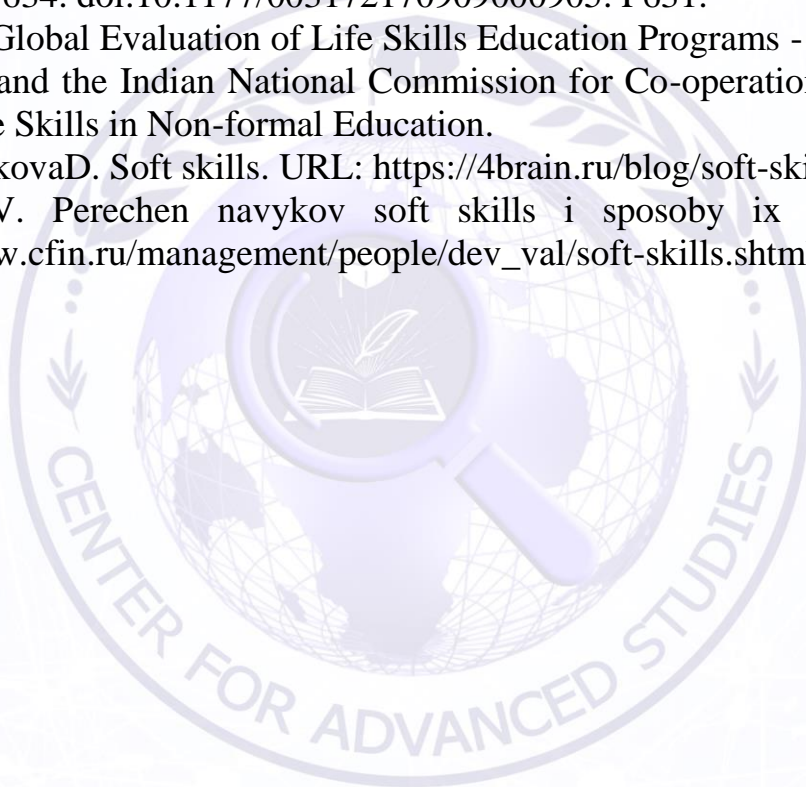 634. doi:10.1177/003172170909000905. P631.
Global Evaluation of Life Skills Education Programs -
and the Indian National Commission for Co-operation
e Skills in Non-formal Education.
kovaD. Soft skills. URL: https://4brain.ru/blog/soft-ski
V. Perechen navykov soft skills i sposoby ix
w.cfin.ru/management/people/dev_val/soft-skills.shtm
CENTER FOR ADVANCED STUDIES